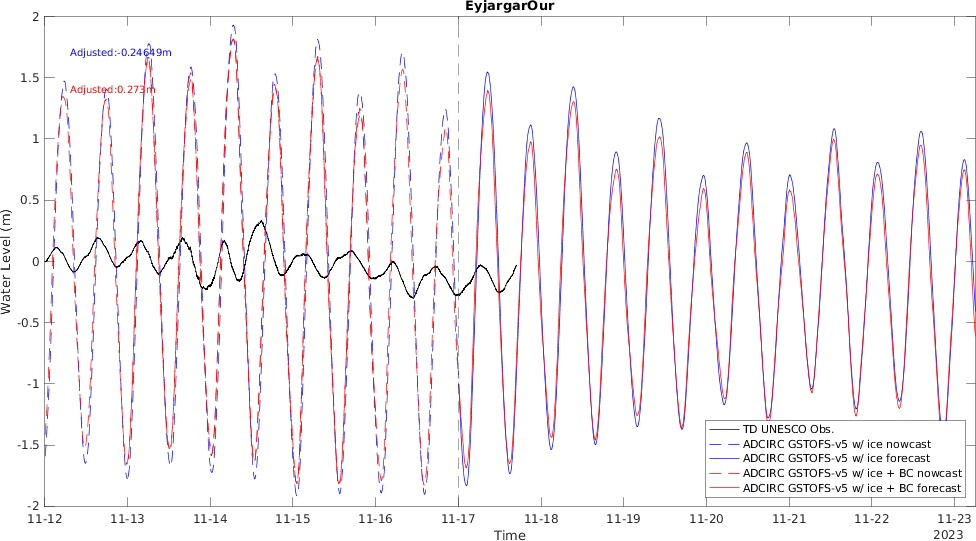 EyjargarOur
Adjusted:-0.24649m
Adjusted:0.273m
Water Level (m)
2
1.5
1
0.5
0
-0.5
-1
-1.5
-2
11-12 11-13 11-14 11-15 11-16 11-17 11-18 11-19 11-20 11-21 11-22 11-23
2023
Time
TD UNESCO Obs.
ADCIRC GSTOFS-v5 w/ ice nowcast
ADCIRC GSTOFS-v5 w/ ice forecast
ADCIRC GSTOFS-v5 w/ ice + BC nowcast
ADCIRC GSTOFS-v5 w/ ice + BC forecast